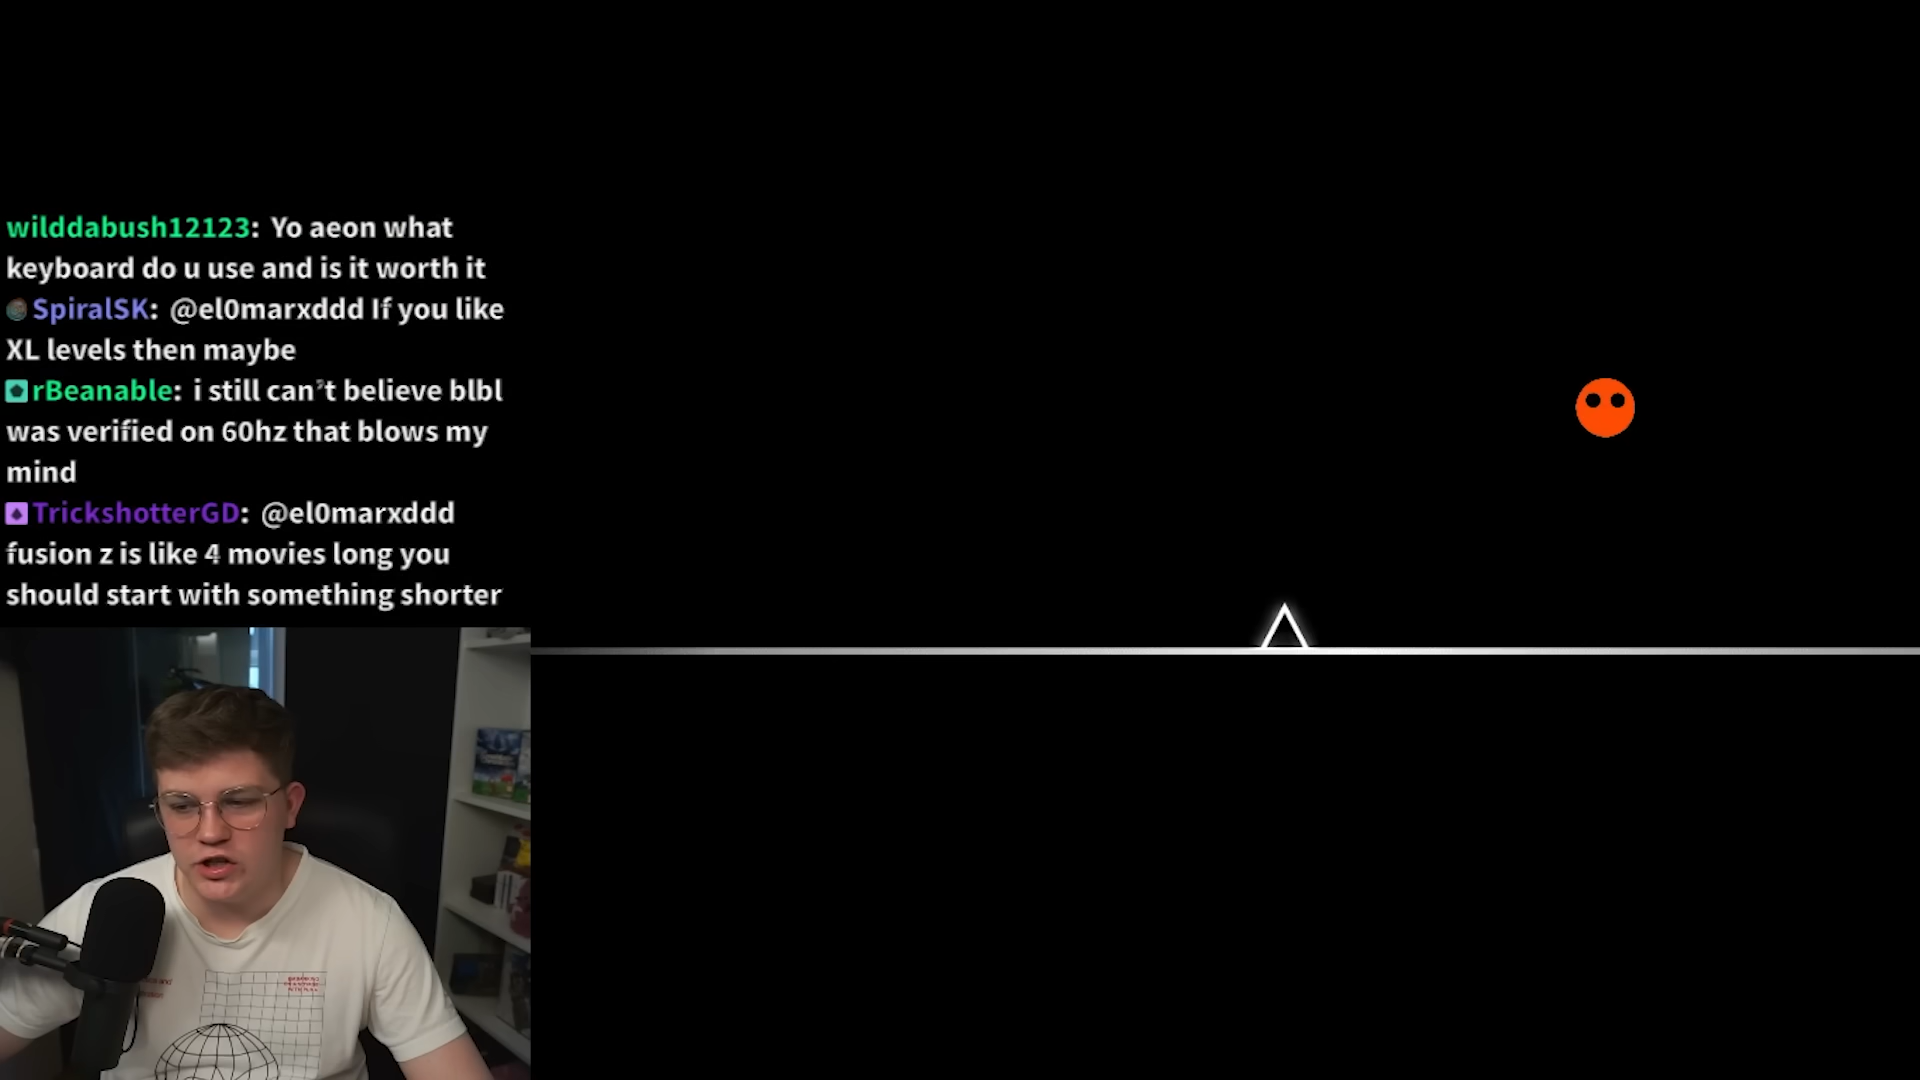 wilddabush12123: Yo aeon what
keyboard do u use and is it worth it
SpiralSK: @el0marxddd If you like
XL levels then maybe
rBeanable: i still can’t believe blbl
was verified on 60hz that blows my
mind
TrickshotterGD: @el0marxddd
fusion z is like 4 movies long you
should start with something shorter